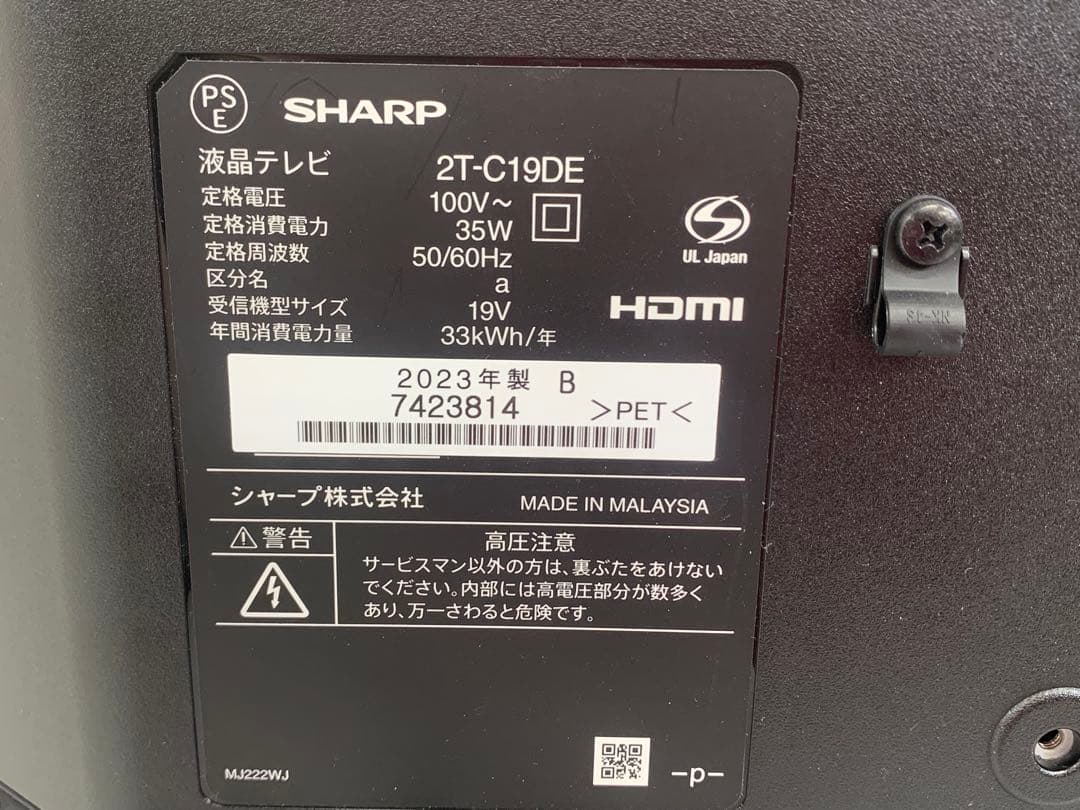 PSE
SHARP
液晶テレビ 2T-C19DE
定格電圧 100V～
定格消費電力 35W
定格周波数 50/60Hz
区分名 a
受信機型サイズ 19V
年間消費電力量 33kWh/年
UL Japan
HDMI
2023年製 B
7423814 >PET<
シャープ株式会社 MADE IN MALAYSIA
⚠警告
高圧注意
サービスマン以外の方は、裏ぶたをあけない
でください。内部には高電圧部分が数多く
あり、万一さわると危険です。
MJ222WJ
-p-
NK-4S